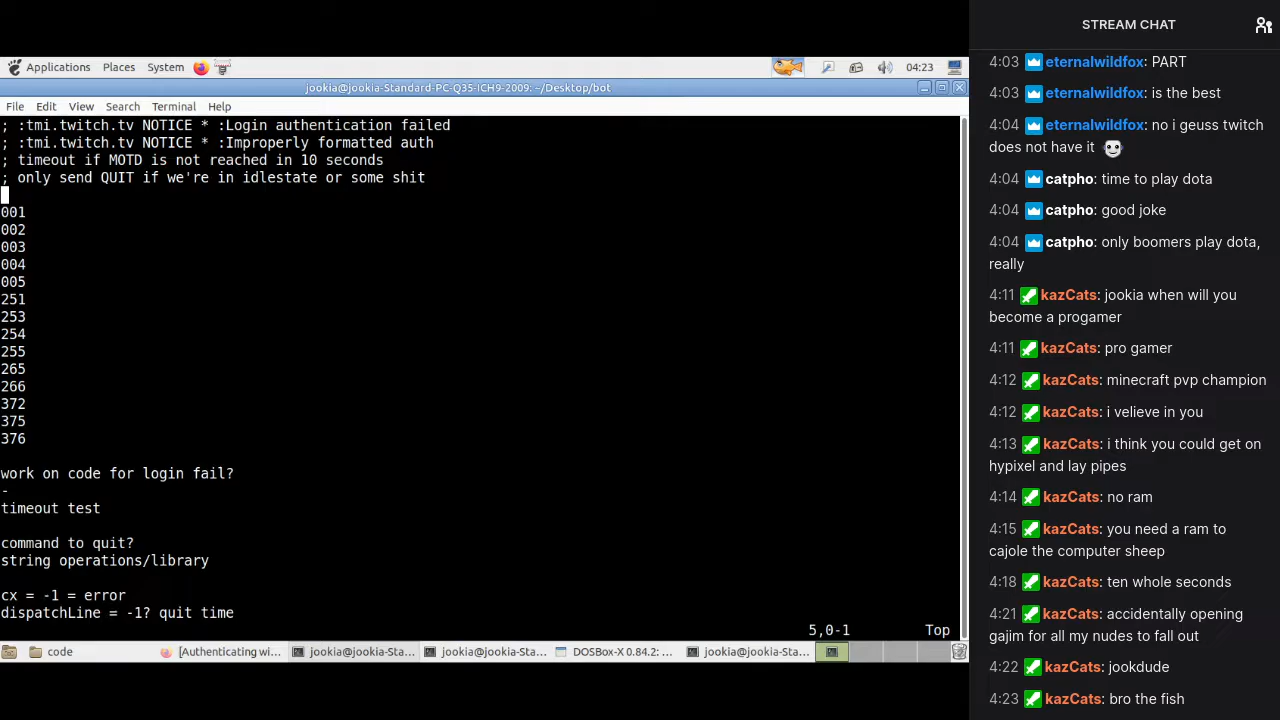 Applications Places System 04:23
jookia@jookia-Standard-PC-Q35-ICH9-2009: ~/Desktop/bot
File Edit View Search Terminal Help
; :tmi.twitch.tv NOTICE * :Login authentication failed
; :tmi.twitch.tv NOTICE * :Improperly formatted auth
; timeout if MOTD is not reached in 10 seconds
; only send QUIT if we're in idlestate or some shit
001
002
003
004
005
251
253
254
255
265
266
372
375
376
work on code for login fail?
-
timeout test
command to quit?
string operations/library
cx = -1 = error
dispatchLine = -1? quit time
5,0-1 Top
code [Authenticating wi... jookia@jookia-Sta... jookia@jookia-Sta... DOSBox-X 0.84.2: ... jookia@jookia-Sta...
STREAM CHAT
4:03 eternalwildfox: PART
4:03 eternalwildfox: is the best
4:04 eternalwildfox: no i geuss twitch
does not have it
4:04 catpho: time to play dota
4:04 catpho: good joke
4:04 catpho: only boomers play dota,
really
4:11 kazCats: jookia when will you
become a progamer
4:11 kazCats: pro gamer
4:12 kazCats: minecraft pvp champion
4:12 kazCats: i velieve in you
4:13 kazCats: i think you could get on
hypixel and lay pipes
4:14 kazCats: no ram
4:15 kazCats: you need a ram to
cajole the computer sheep
4:18 kazCats: ten whole seconds
4:21 kazCats: accidentally opening
gajim for all my nudes to fall out
4:22 kazCats: jookdude
4:23 kazCats: bro the fish